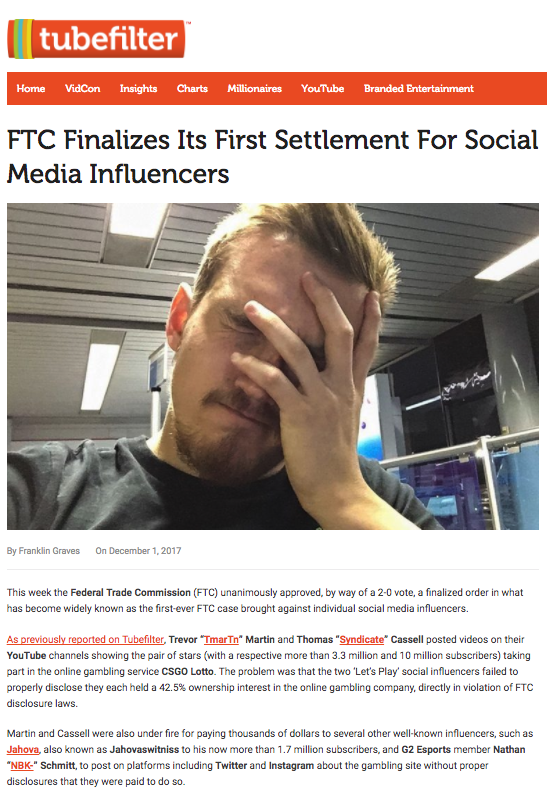 tubefilter™
Home VidCon Insights Charts Millionaires YouTube Branded Entertainment
FTC Finalizes Its First Settlement For Social
Media Influencers
By Franklin Graves On December 1, 2017
This week the Federal Trade Commission (FTC) unanimously approved, by way of a 2-0 vote, a finalized order in what
has become widely known as the first-ever FTC case brought against individual social media influencers.
As previously reported on Tubefilter, Trevor “TmarTn” Martin and Thomas “Syndicate” Cassell posted videos on their
YouTube channels showing the pair of stars (with a respective more than 3.3 million and 10 million subscribers) taking
part in the online gambling service CSGO Lotto. The problem was that the two ‘Let’s Play’ social influencers failed to
properly disclose they each held a 42.5% ownership interest in the online gambling company, directly in violation of FTC
disclosure laws.
Martin and Cassell were also under fire for paying thousands of dollars to several other well-known influencers, such as
Jahova, also known as Jahovaswitniss to his now more than 1.7 million subscribers, and G2 Esports member Nathan
“NBK-” Schmitt, to post on platforms including Twitter and Instagram about the gambling site without proper
disclosures that they were paid to do so.